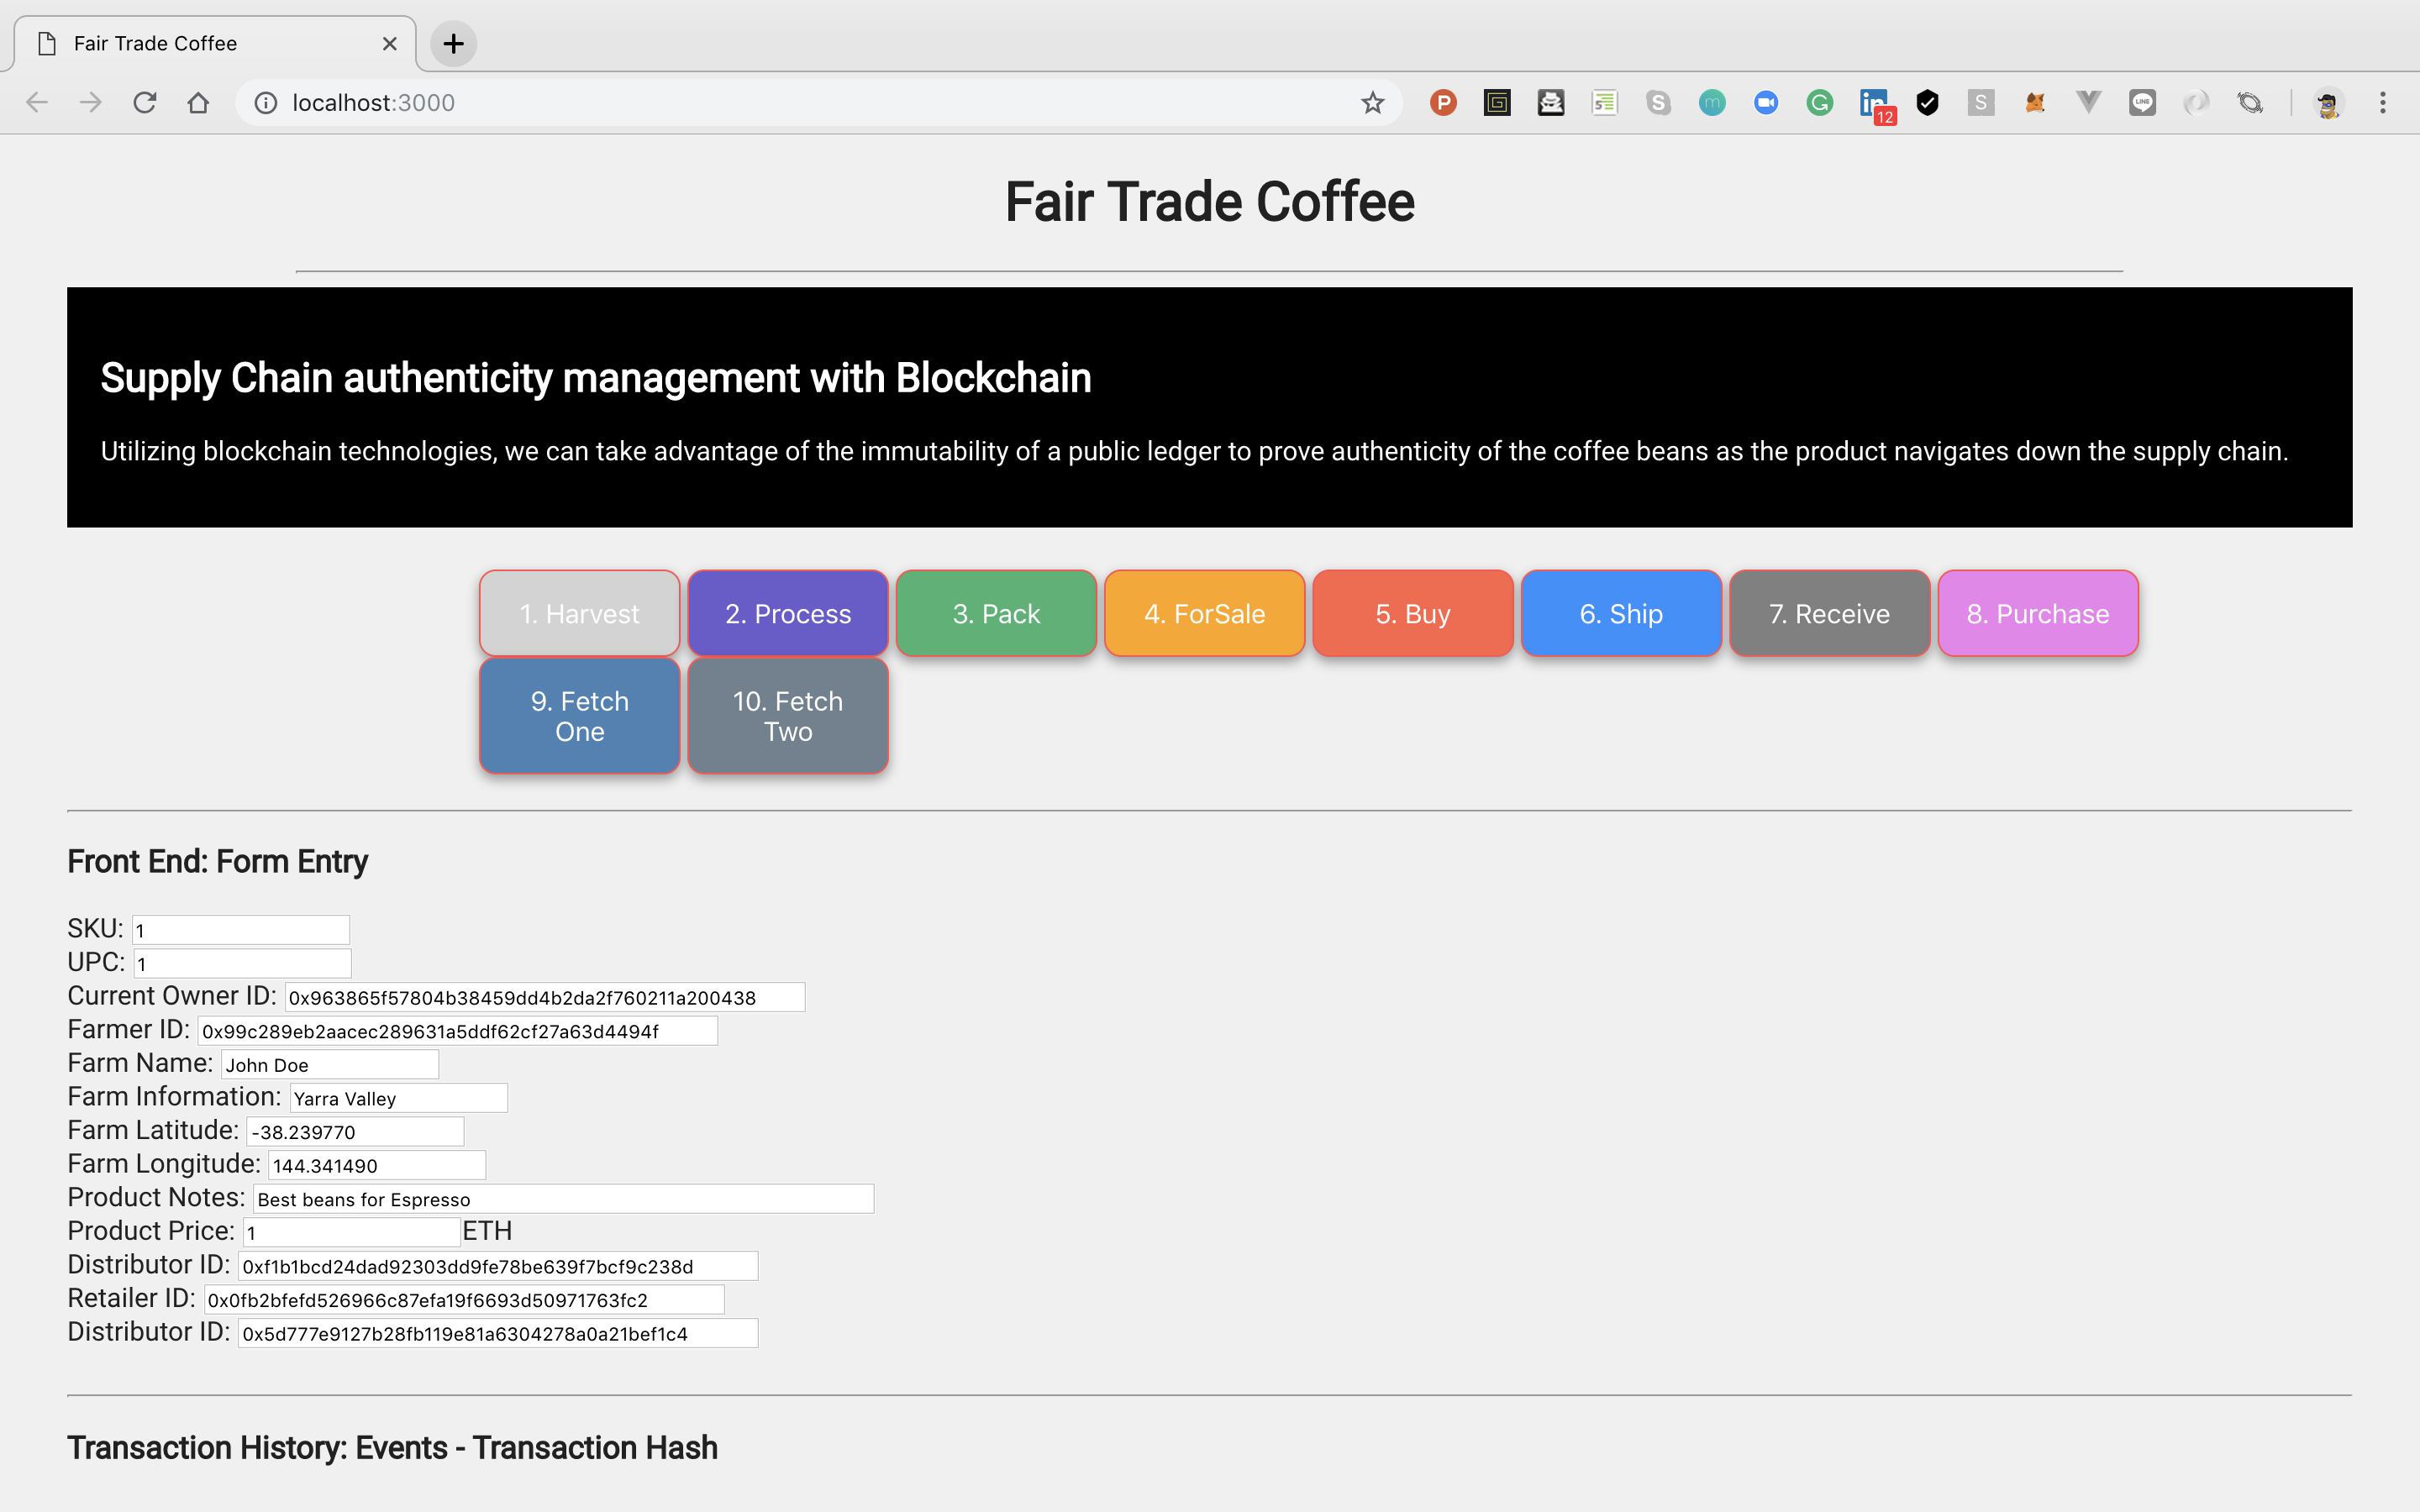 Fair Trade Coffee
localhost:3000
P
S
m
G
in
12
S
LINE
Fair Trade Coffee
Supply Chain authenticity management with Blockchain
Utilizing blockchain technologies, we can take advantage of the immutability of a public ledger to prove authenticity of the coffee beans as the product navigates down the supply chain.
1. Harvest
2. Process
3. Pack
4. ForSale
5. Buy
6. Ship
7. Receive
8. Purchase
9. Fetch
One
10. Fetch
Two
Front End: Form Entry
SKU: 1
UPC: 1
Current Owner ID: 0x963865f57804b38459dd4b2da2f760211a200438
Farmer ID: 0x99c289eb2aacec289631a5ddf62cf27a63d4494f
Farm Name: John Doe
Farm Information: Yarra Valley
Farm Latitude: -38.239770
Farm Longitude: 144.341490
Product Notes: Best beans for Espresso
Product Price: 1 ETH
Distributor ID: 0xf1b1bcd24dad92303dd9fe78be639f7bcf9c238d
Retailer ID: 0x0fb2bfefd526966c87efa19f6693d50971763fc2
Distributor ID: 0x5d777e9127b28fb119e81a6304278a0a21bef1c4
Transaction History: Events - Transaction Hash